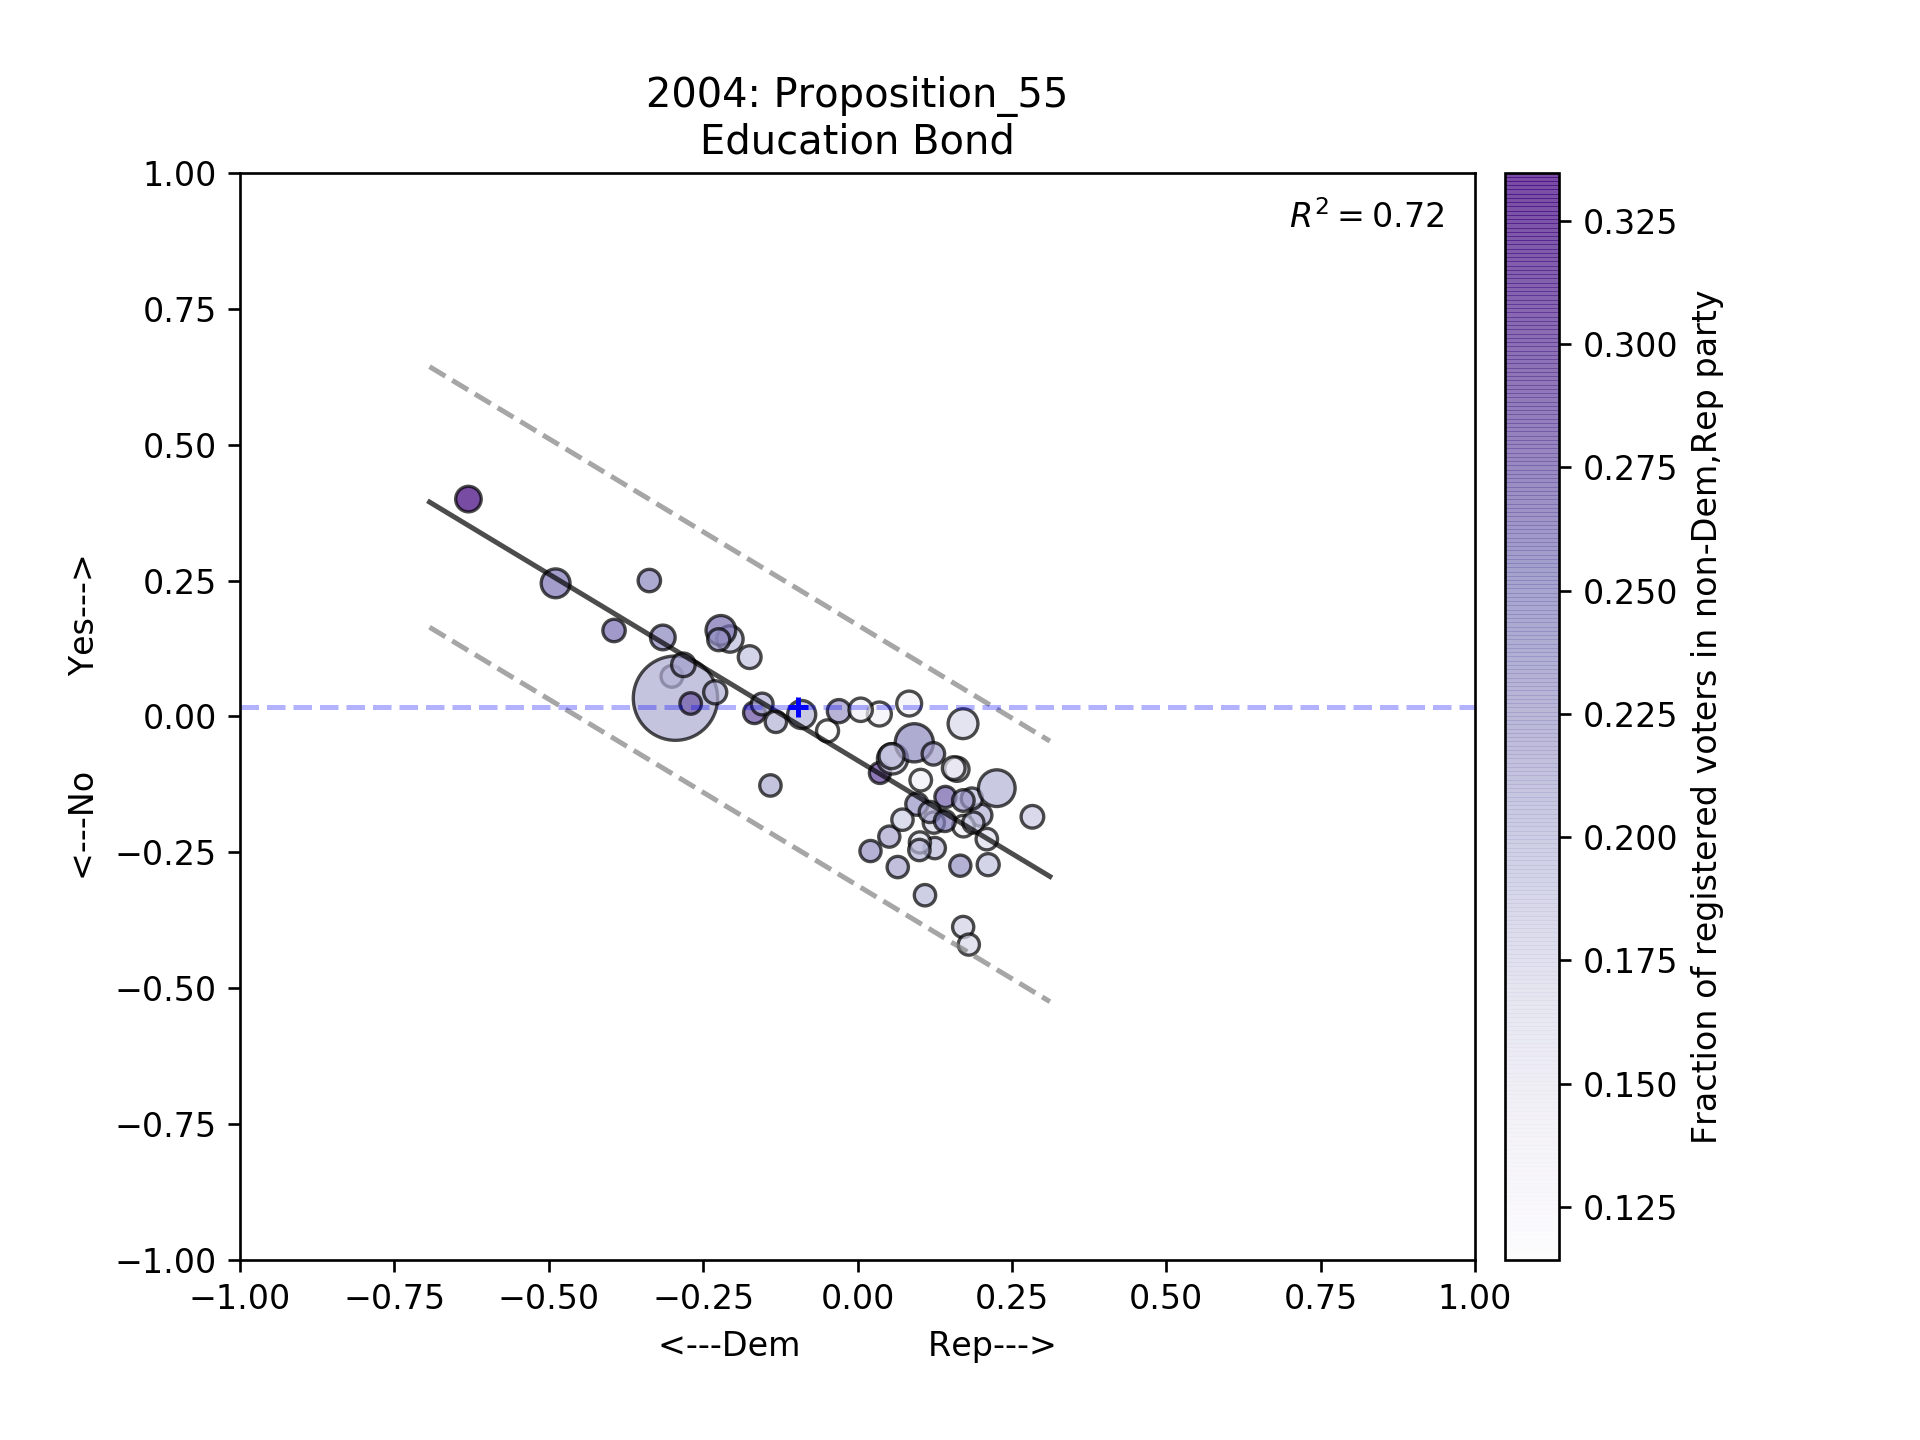 2004: Proposition_55
Education Bond
R² = 0.72
1.00
0.75
0.50
0.25
0.00
−0.25
−0.50
−0.75
−1.00
<---No Yes--->
−1.00 −0.75 −0.50 −0.25 0.00 0.25 0.50 0.75 1.00
<---Dem Rep--->
0.325
0.300
0.275
0.250
0.225
0.200
0.175
0.150
0.125
Fraction of registered voters in non-Dem,Rep party